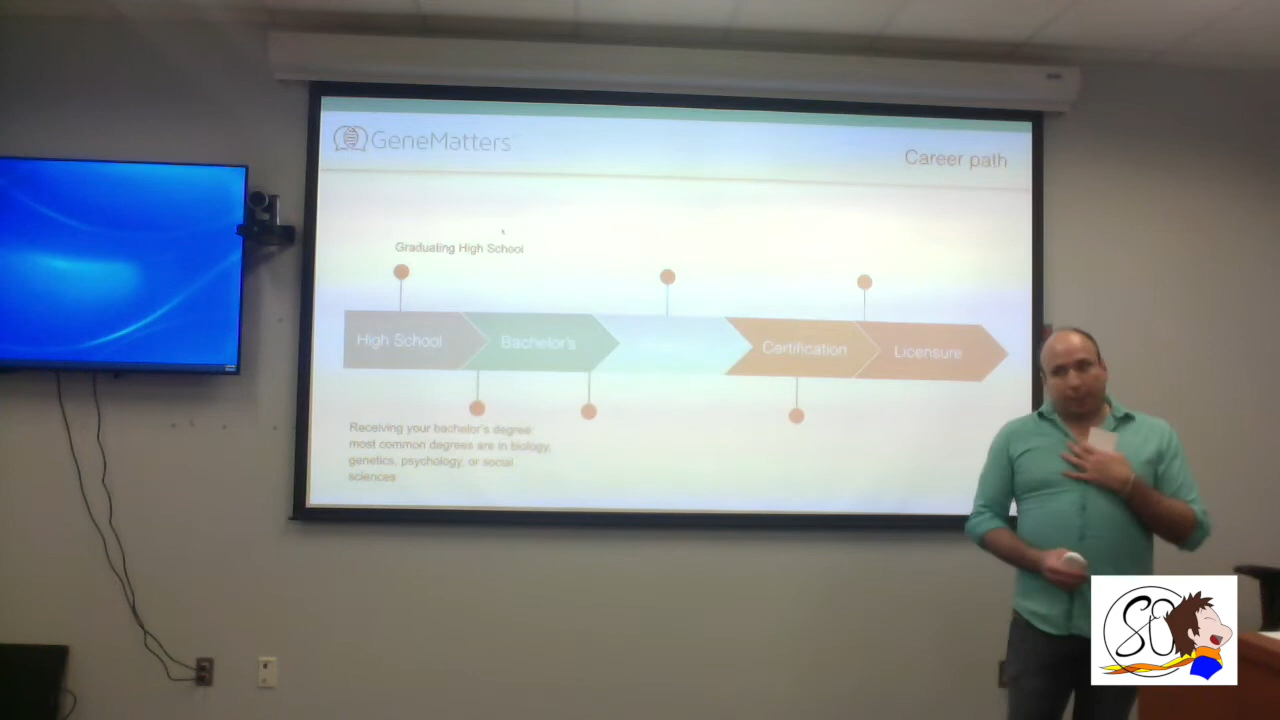 GeneMatters
Career path
Graduating High School
High School
Bachelor's
Certification
Licensure
Receiving your bachelor's degree:
most common degrees are in biology,
genetics, psychology, or social
sciences